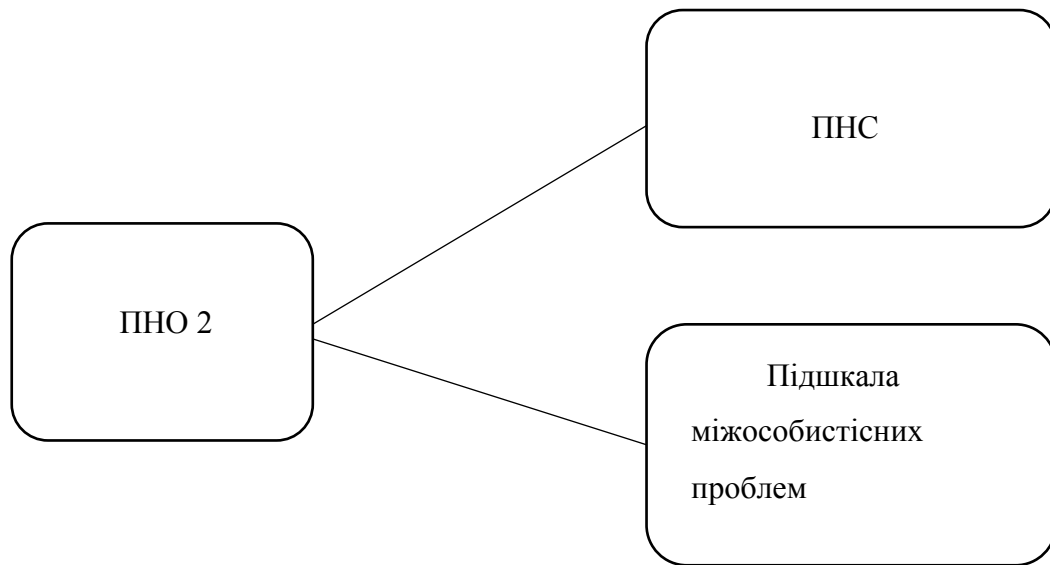 ПНС
ПНО 2
Підшкала
міжособистісних
проблем